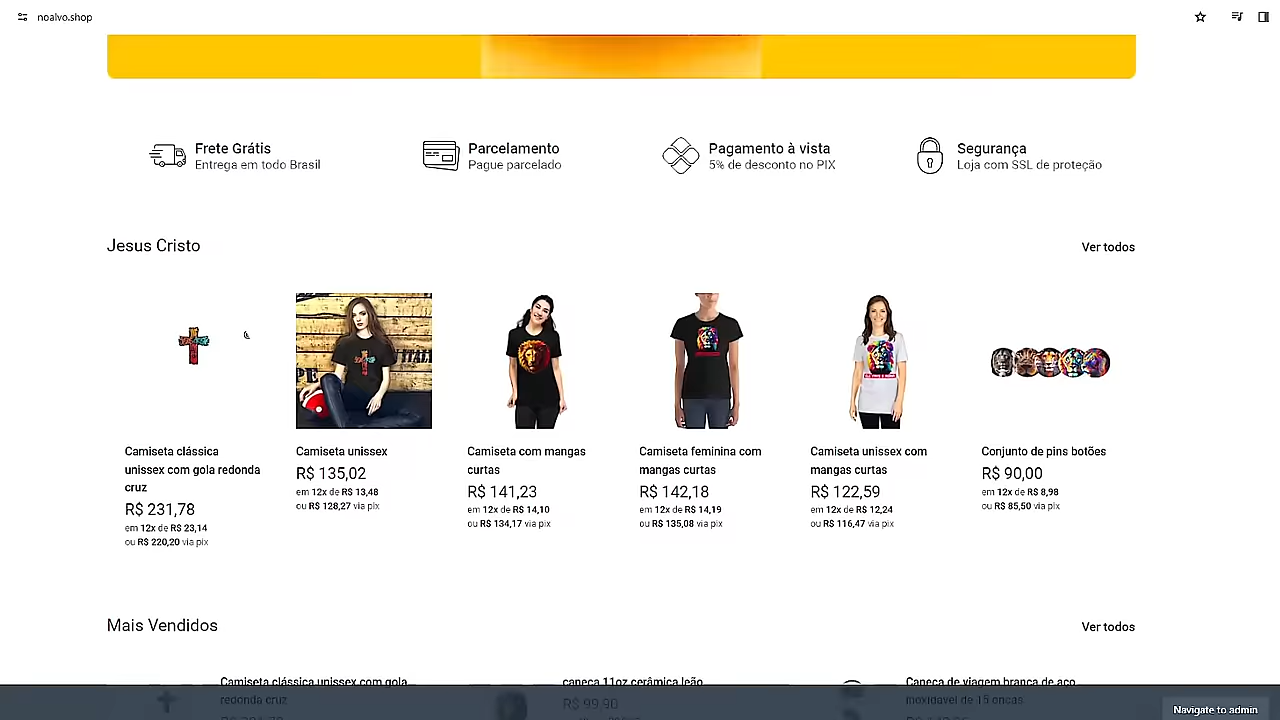 noalvo.shop
Frete Grátis
Entrega em todo Brasil
Parcelamento
Pague parcelado
Pagamento à vista
5% de desconto no PIX
Segurança
Loja com SSL de proteção
Jesus Cristo
Ver todos
Camiseta clássica
unissex com gola redonda
cruz
R$ 231,78
em 12x de R$ 23,14
ou R$ 220,20 via pix
Camiseta unissex
R$ 135,02
em 12x de R$ 13,48
ou R$ 128,27 via pix
Camiseta com mangas
curtas
R$ 141,23
em 12x de R$ 14,10
ou R$ 134,17 via pix
Camiseta feminina com
mangas curtas
R$ 142,18
em 12x de R$ 14,19
ou R$ 135,08 via pix
Camiseta unissex com
mangas curtas
R$ 122,59
em 12x de R$ 12,24
ou R$ 116,47 via pix
Conjunto de pins botões
R$ 90,00
em 12x de R$ 8,98
ou R$ 85,50 via pix
Mais Vendidos
Ver todos
Camiseta clássica unissex com gola
redonda cruz
caneca 11oz cerâmica leão
R$ 99,90
Caneca de viagem branca de aço
inoxidável de 15 onças
Navigate to admin